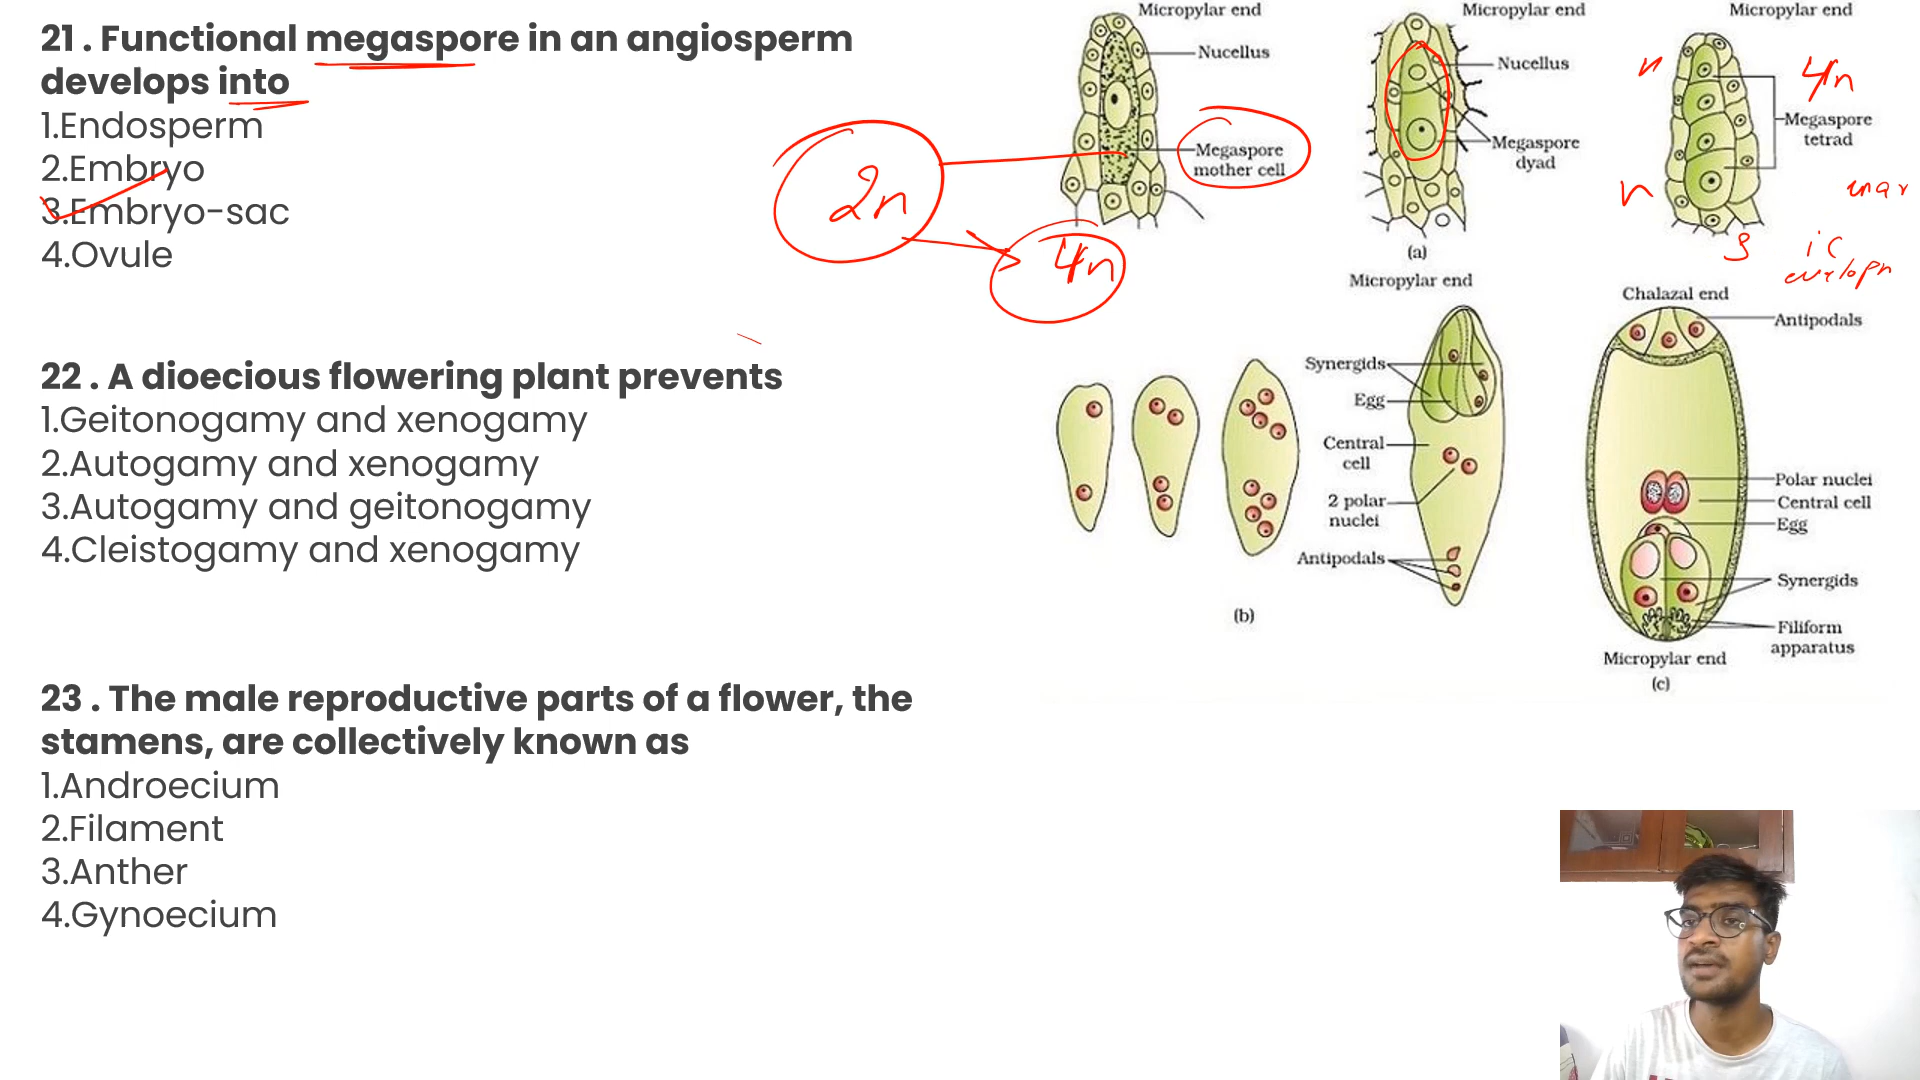 21 . Functional megaspore in an angiosperm
develops into
1.Endosperm
2.Embryo
3.Embryo-sac
4.Ovule
22 . A dioecious flowering plant prevents
1.Geitonogamy and xenogamy
2.Autogamy and xenogamy
3.Autogamy and geitonogamy
4.Cleistogamy and xenogamy
23 . The male reproductive parts of a flower, the
stamens, are collectively known as
1.Androecium
2.Filament
3.Anther
4.Gynoecium
2n
4n
Micropylar end
Nucellus
Megaspore
mother cell
Micropylar end
Nucellus
Megaspore
dyad
(a)
Micropylar end
n
4n
Megaspore
tetrad
n
3
Micropylar end
Synergids
Egg
Central
cell
2 polar
nuclei
Antipodals
(b)
Chalazal end
Antipodals
Polar nuclei
Central cell
Egg
Synergids
Filiform
apparatus
Micropylar end
(c)